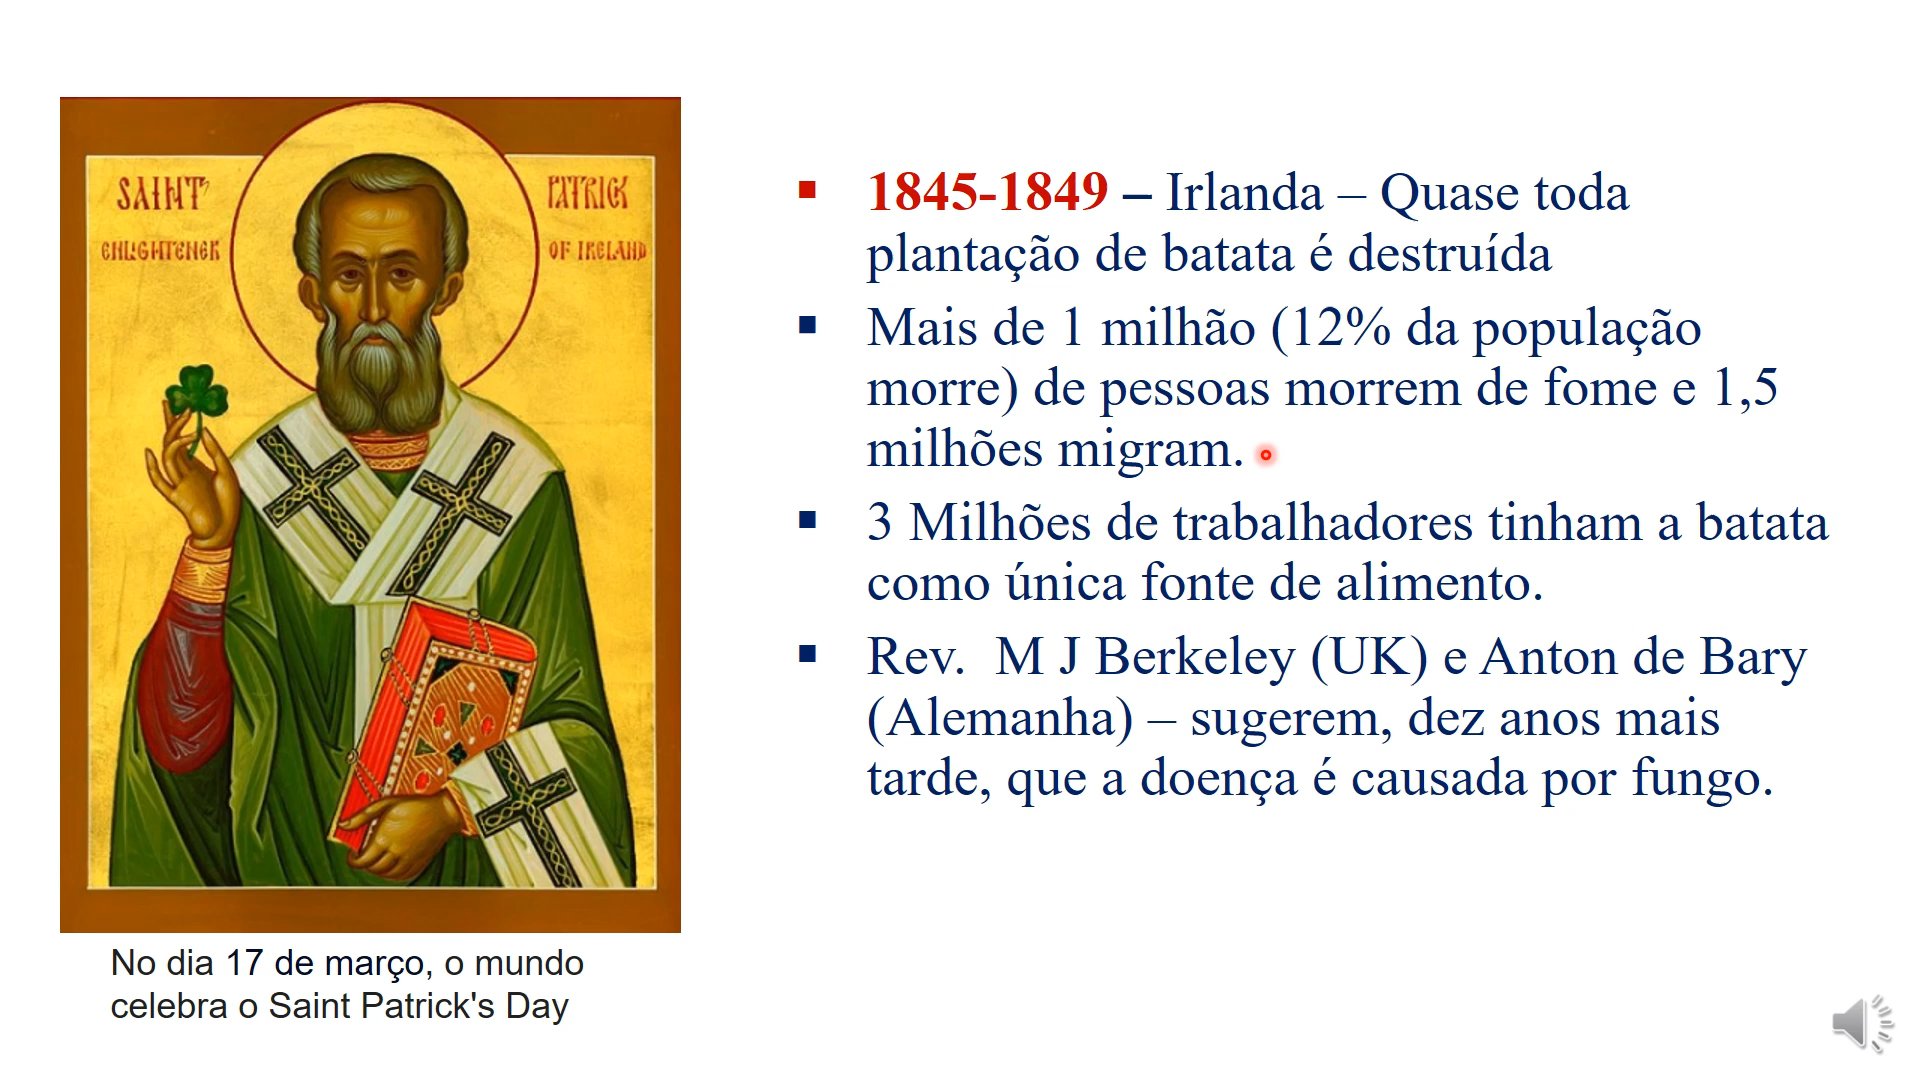 SAINT PATRICK
ENLIGHTENER OF IRELAND
No dia 17 de março, o mundo
celebra o Saint Patrick's Day
1845-1849 – Irlanda – Quase toda
plantação de batata é destruída
Mais de 1 milhão (12% da população
morre) de pessoas morrem de fome e 1,5
milhões migram.
3 Milhões de trabalhadores tinham a batata
como única fonte de alimento.
Rev.  M J Berkeley (UK) e Anton de Bary
(Alemanha) – sugerem, dez anos mais
tarde, que a doença é causada por fungo.